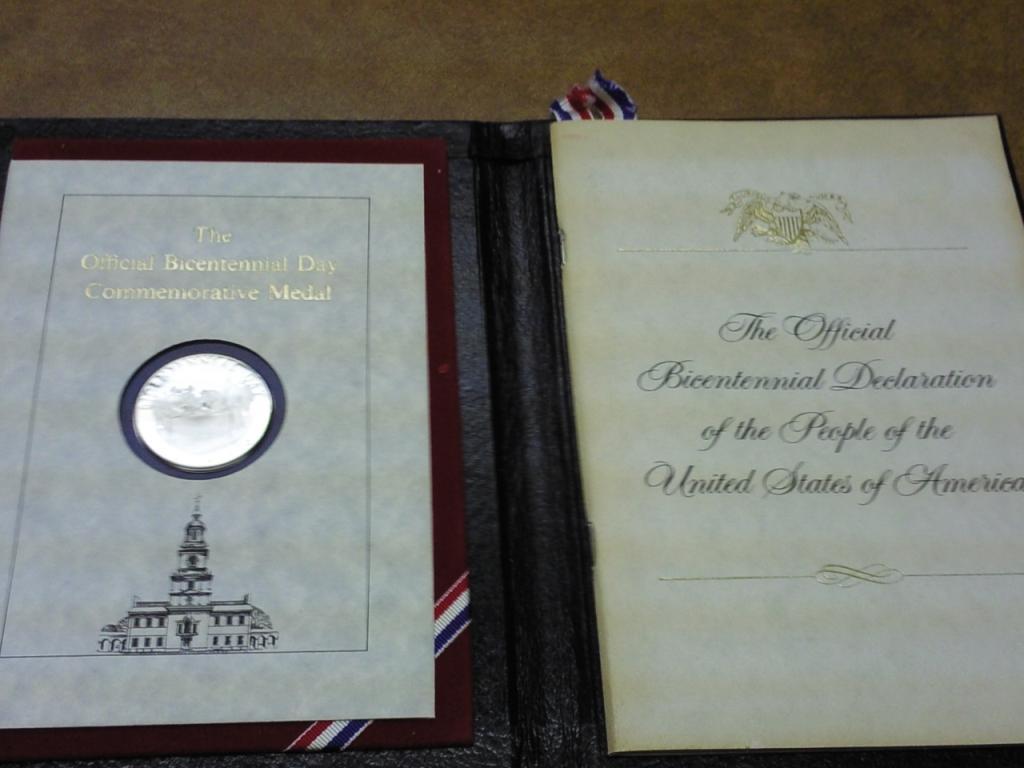 The
Official Bicentennial Day
Commemorative Medal
The Official
Bicentennial Declaration
of the People of the
United States of America